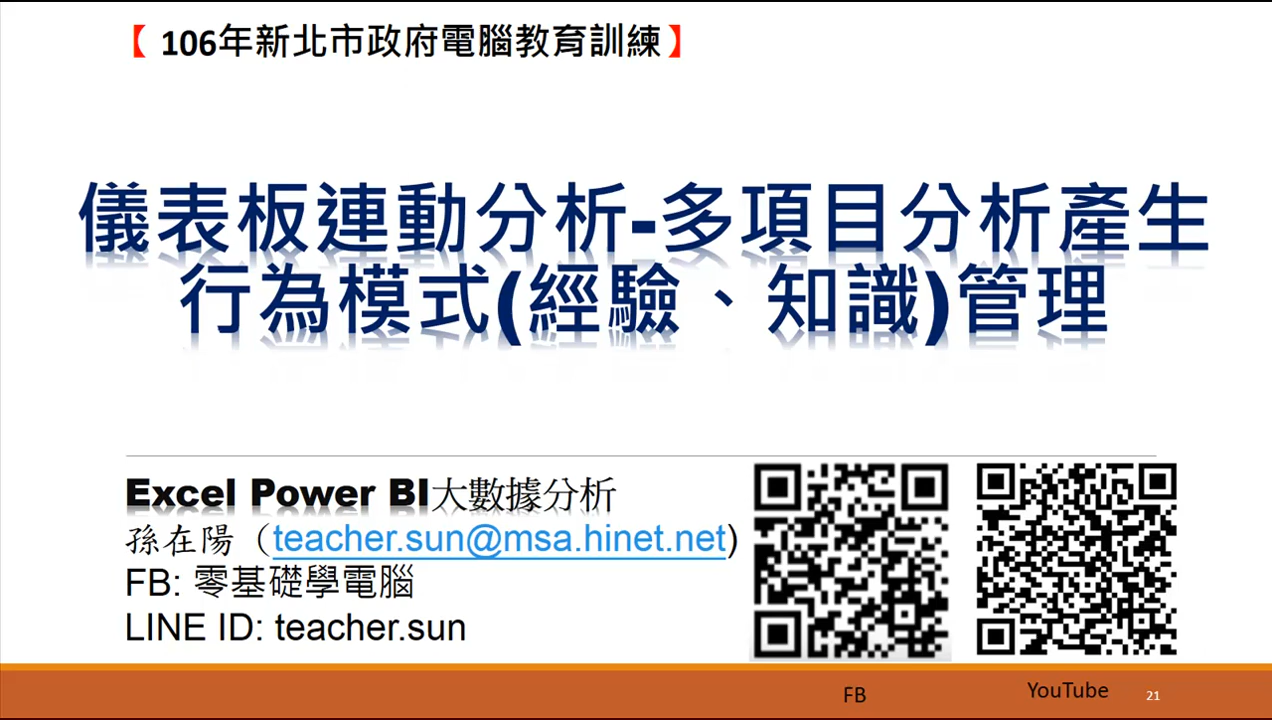 【 106年新北市政府電腦教育訓練】
儀表板連動分析-多項目分析產生
行為模式(經驗、知識)管理
Excel Power BI大數據分析
孫在陽（teacher.sun@msa.hinet.net)
FB: 零基礎學電腦
LINE ID: teacher.sun
FB
YouTube
21